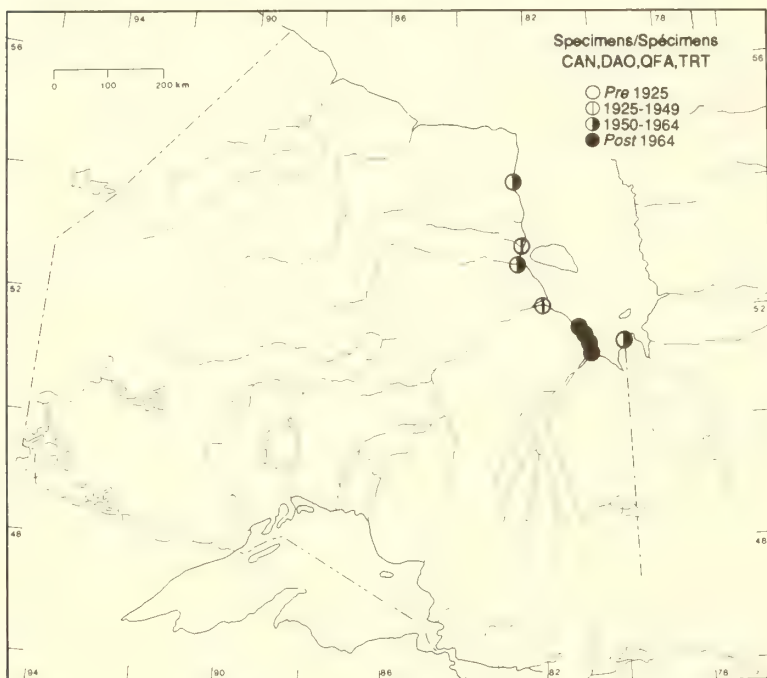 94 90 86 82 78
56 56
Specimens/Spécimens
CAN,DAO,QFA,TRT
0 100 200 km
Pre 1925
1925-1949
1950-1964
Post 1964
52 52
48 48
94 90 86 82 78